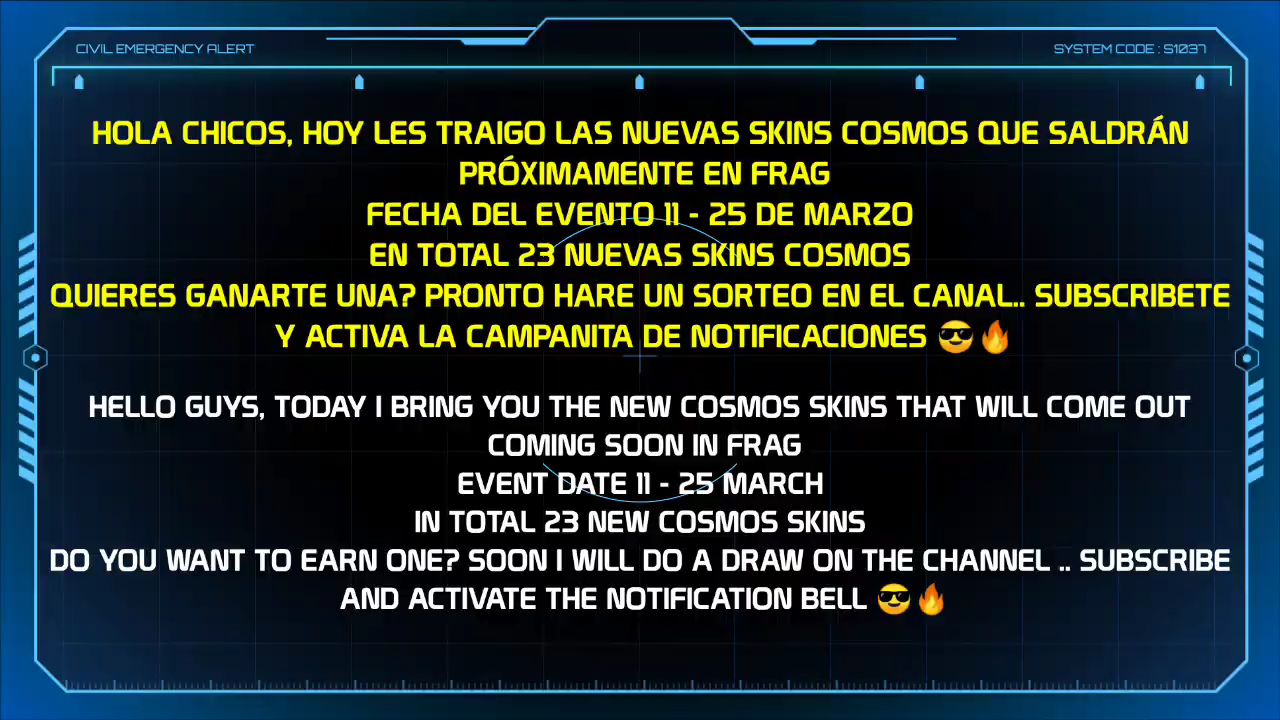 CIVIL EMERGENCY ALERT
SYSTEM CODE : S1037
HOLA CHICOS, HOY LES TRAIGO LAS NUEVAS SKINS COSMOS QUE SALDRÁN
PRÓXIMAMENTE EN FRAG
FECHA DEL EVENTO 11 - 25 DE MARZO
EN TOTAL 23 NUEVAS SKINS COSMOS
QUIERES GANARTE UNA? PRONTO HARE UN SORTEO EN EL CANAL.. SUBSCRIBETE
Y ACTIVA LA CAMPANITA DE NOTIFICACIONES 😎🔥
HELLO GUYS, TODAY I BRING YOU THE NEW COSMOS SKINS THAT WILL COME OUT
COMING SOON IN FRAG
EVENT DATE 11 - 25 MARCH
IN TOTAL 23 NEW COSMOS SKINS
DO YOU WANT TO EARN ONE? SOON I WILL DO A DRAW ON THE CHANNEL .. SUBSCRIBE
AND ACTIVATE THE NOTIFICATION BELL 😎🔥